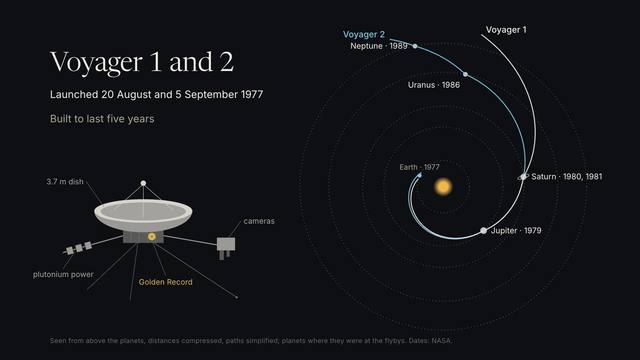 Voyager 1 and 2
Launched 20 August and 5 September 1977
Built to last five years
3.7 m dish
cameras
plutonium power
Golden Record
Voyager 2
Voyager 1
Neptune · 1989
Uranus · 1986
Earth · 1977
Saturn · 1980, 1981
Jupiter · 1979
Seen from above the planets, distances compressed, paths simplified; planets where they were at the flybys. Dates: NASA.